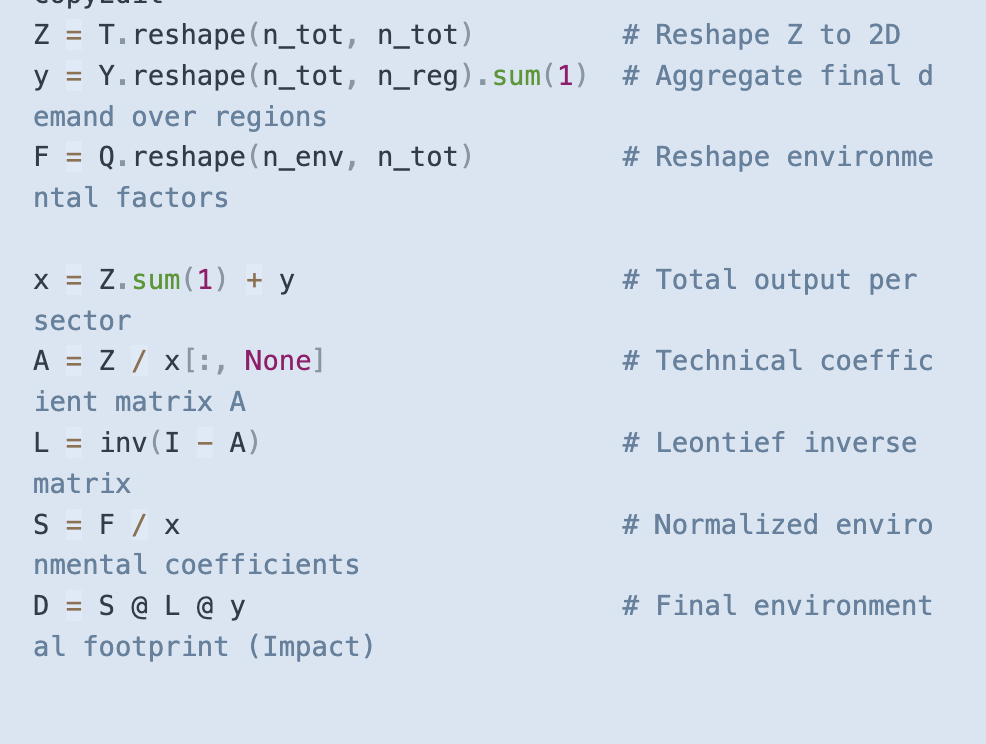 CopyEdit
Z = T.reshape(n_tot, n_tot)         # Reshape Z to 2D
y = Y.reshape(n_tot, n_reg).sum(1)  # Aggregate final d
emand over regions
F = Q.reshape(n_env, n_tot)         # Reshape environme
ntal factors
x = Z.sum(1) + y                    # Total output per
sector
A = Z / x[:, None]                  # Technical coeffic
ient matrix A
L = inv(I - A)                      # Leontief inverse
matrix
S = F / x                           # Normalized enviro
nmental coefficients
D = S @ L @ y                       # Final environment
al footprint (Impact)